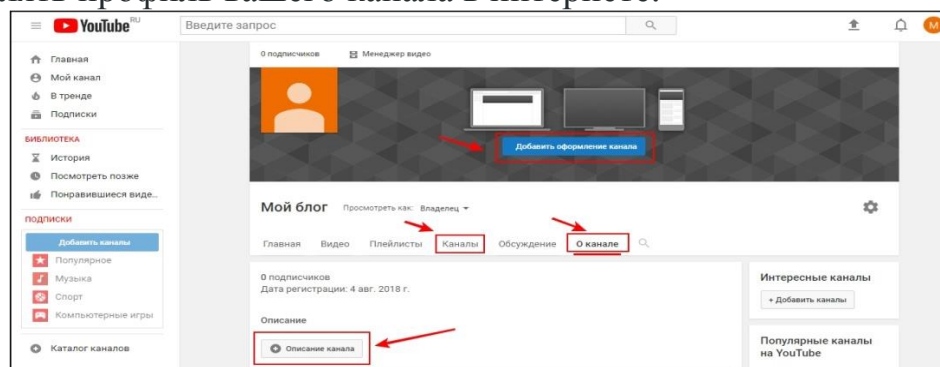 профиль вашего канала в интернете.
YouTube RU
Введите запрос
M
Главная
Мой канал
В тренде
Подписки
БИБЛИОТЕКА
История
Посмотреть позже
Понравившиеся виде...
ПОДПИСКИ
Добавить каналы
Популярное
Музыка
Спорт
Компьютерные игры
Каталог каналов
0 подписчиков Менеджер видео
Добавить оформление канала
Мой блог Просмотреть как: Владелец
Главная Видео Плейлисты Каналы Обсуждение О канале
0 подписчиков
Дата регистрации: 4 авг. 2018 г.
Описание
Описание канала
Интересные каналы
+ Добавить каналы
Популярные каналы
на YouTube